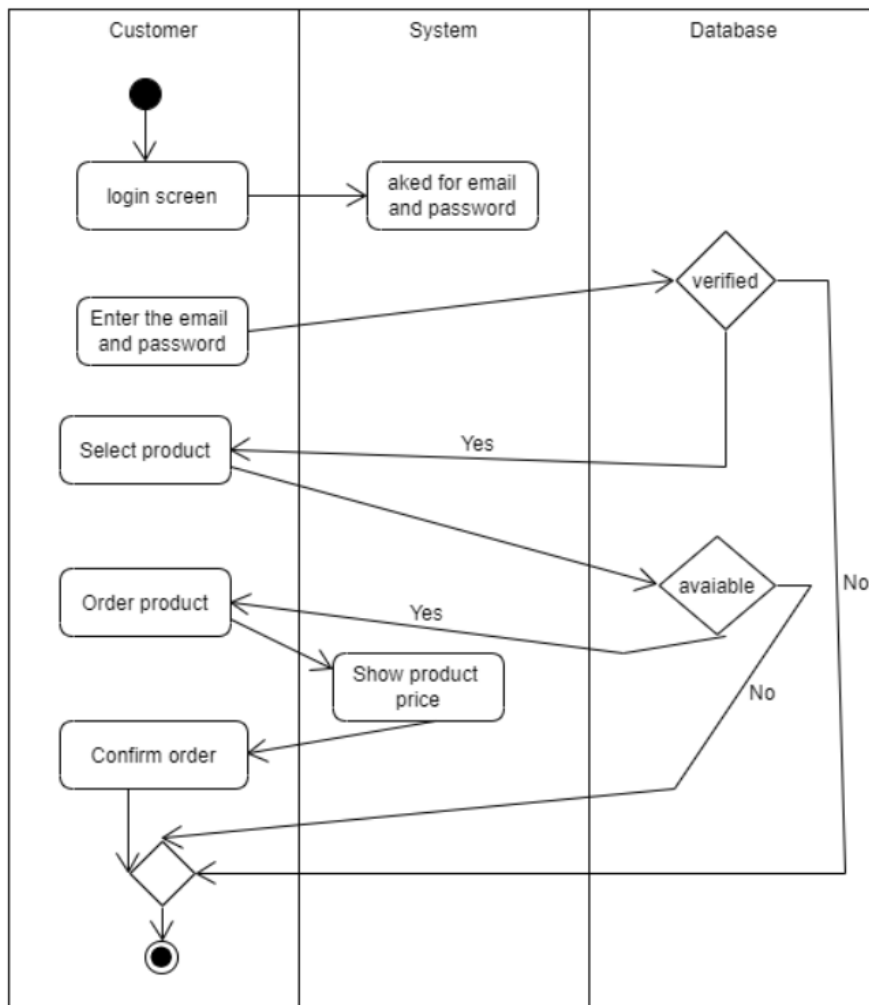 Customer
System
Database
login screen
aked for email
and password
verified
Enter the email
and password
Select product
Yes
avaiable
No
Order product
Yes
Show product
price
No
Confirm order